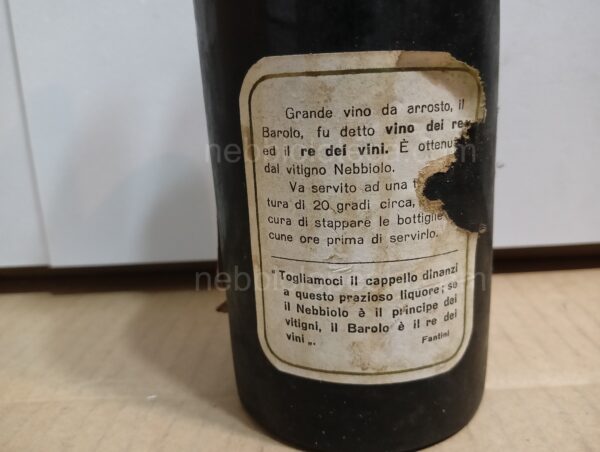 Grande vino da arrosto, il
Barolo, fu detto vino dei re
ed il re dei vini. È ottenu
dal vitigno Nebbiolo.
Va servito ad una t
tura di 20 gradi circa,
cura di stappare le bottiglie
cune ore prima di servirlo.
"Togliamoci il cappello dinanzi
a questo prazioso liquore; se
il Nebbiolo è il principe dei
vitigni, il Barolo è il re dei
vini „.
Fantini